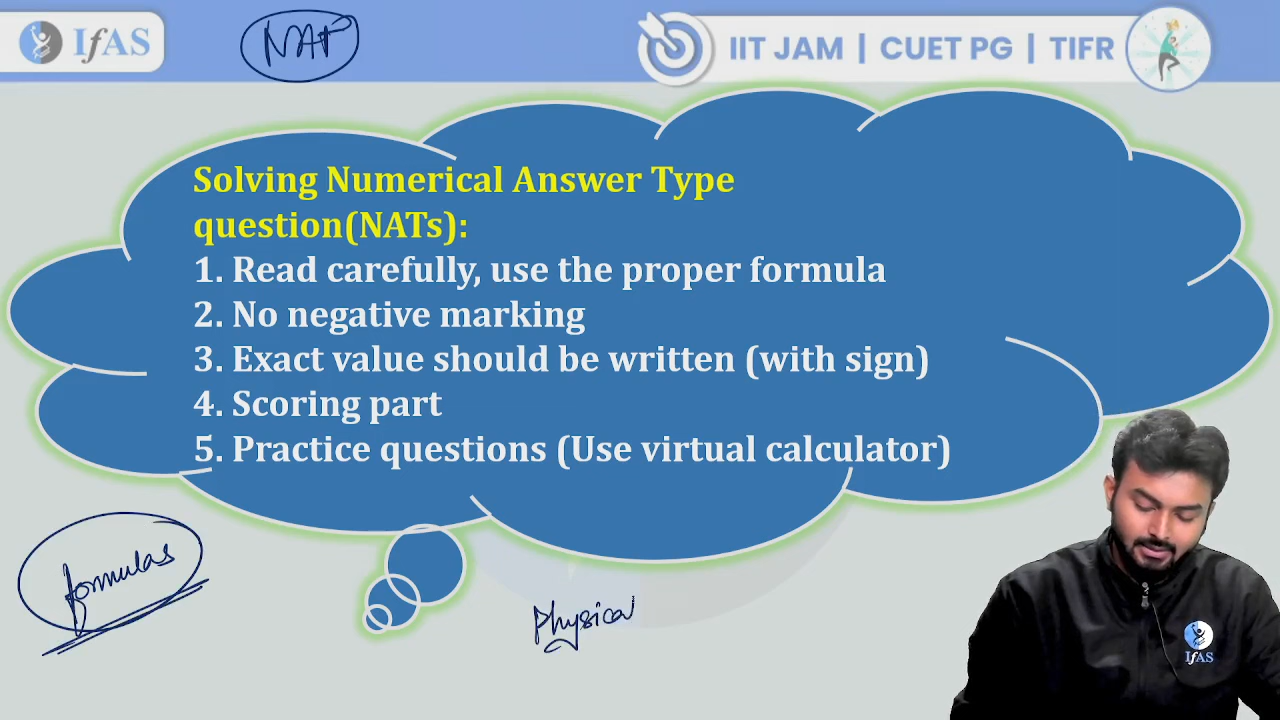 IfAS
NAT
IIT JAM | CUET PG | TIFR
Solving Numerical Answer Type
question(NATs):
1. Read carefully, use the proper formula
2. No negative marking
3. Exact value should be written (with sign)
4. Scoring part
5. Practice questions (Use virtual calculator)
formulas
Physical
IfAS